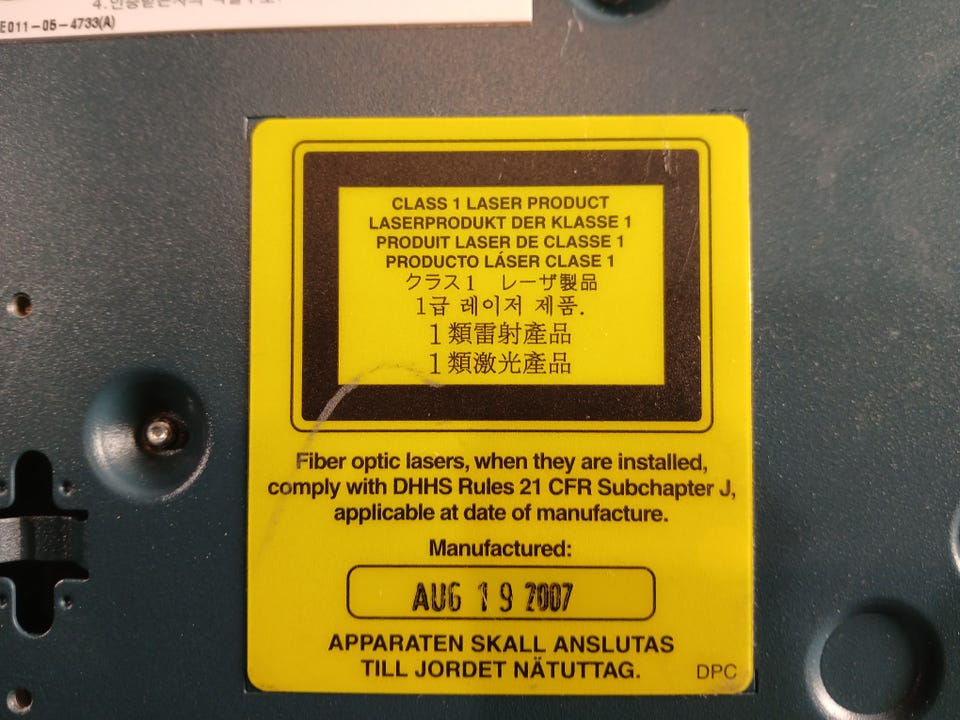 E011-05-4733(A)
CLASS 1 LASER PRODUCT
LASERPRODUKT DER KLASSE 1
PRODUIT LASER DE CLASSE 1
PRODUCTO LÁSER CLASE 1
クラス1 レーザ製品
1급 레이저 제품.
1類雷射產品
1類激光產品
Fiber optic lasers, when they are installed,
comply with DHHS Rules 21 CFR Subchapter J,
applicable at date of manufacture.
Manufactured:
AUG 19 2007
APPARATEN SKALL ANSLUTAS
TILL JORDET NÄTUTTAG.
DPC